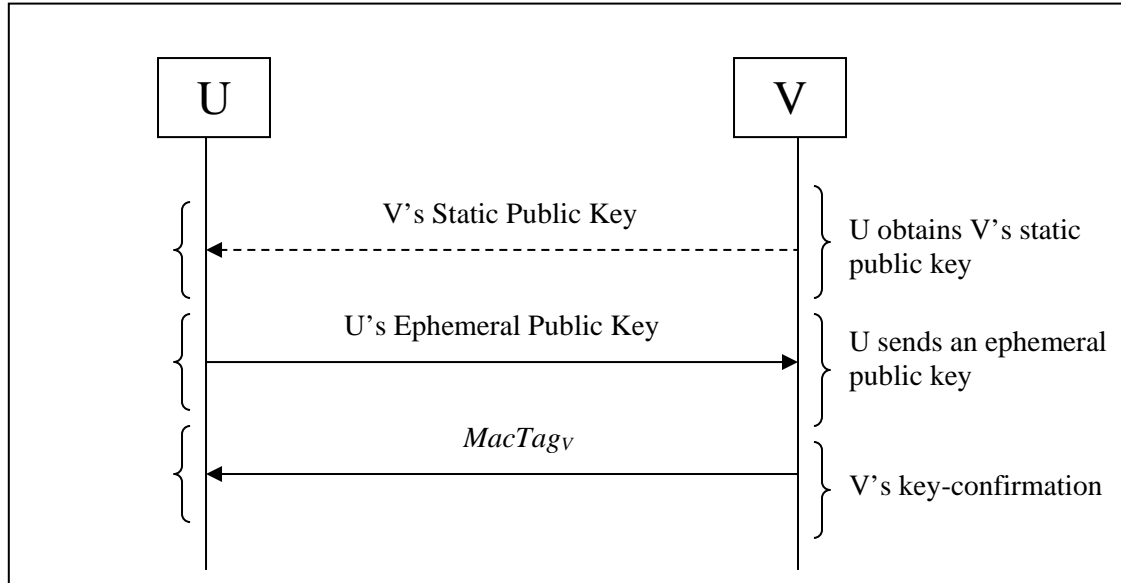 U
V
V’s Static Public Key
U obtains V’s static
public key
U’s Ephemeral Public Key
U sends an ephemeral
public key
MacTagV
V’s key-confirmation